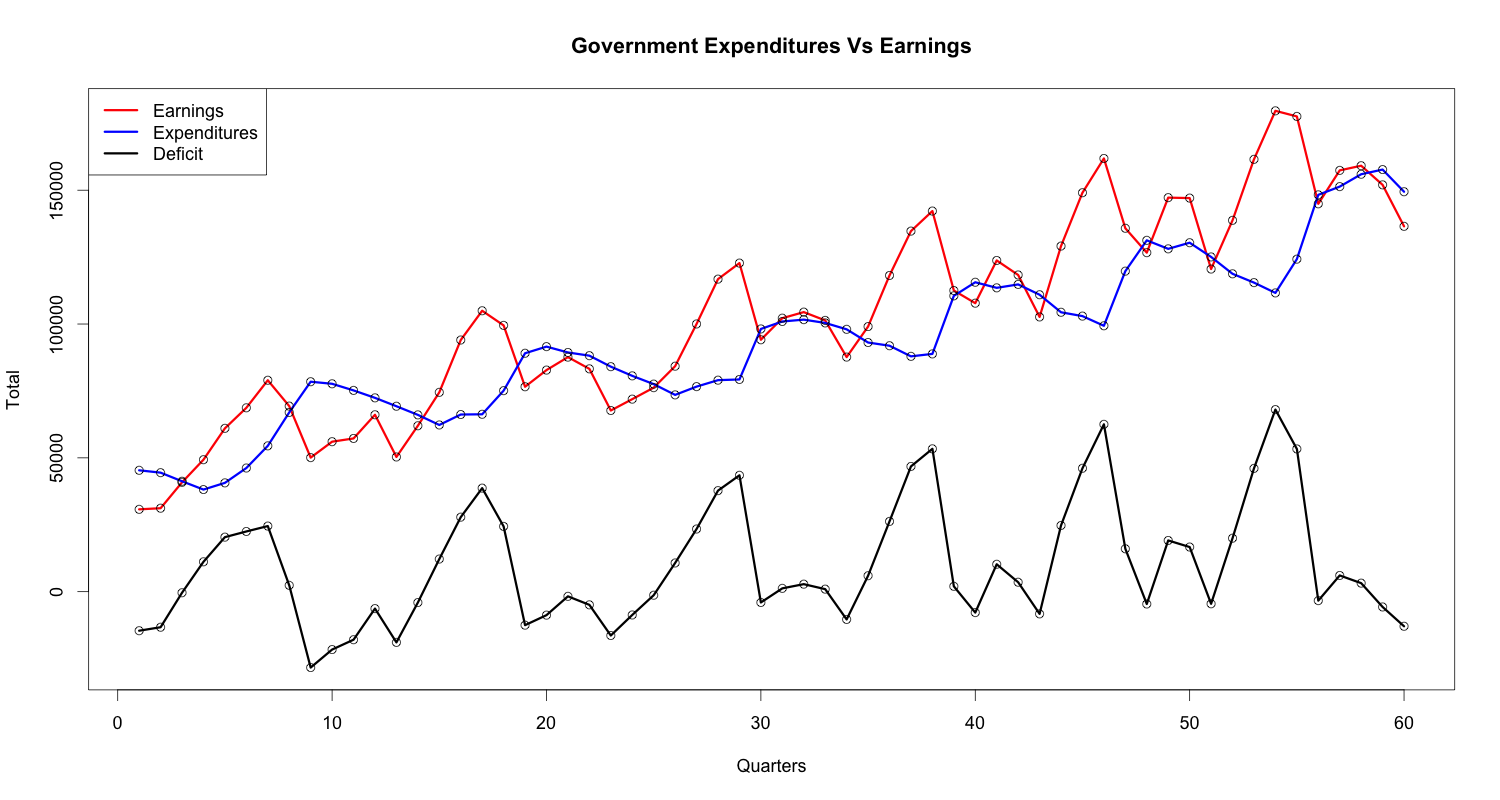 Government Expenditures Vs Earnings
Earnings
Expenditures
Deficit
150000
100000
50000
0
Total
0 10 20 30 40 50 60
Quarters